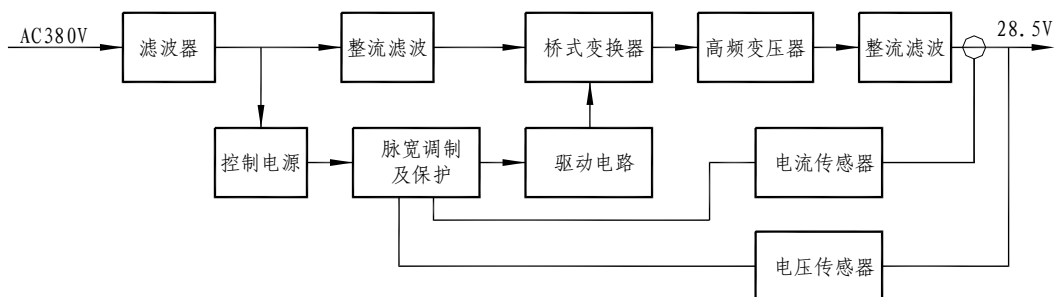 AC380V
滤波器
整流滤波
桥式变换器
高频变压器
整流滤波
28.5V
控制电源
脉宽调制
及保护
驱动电路
电流传感器
电压传感器